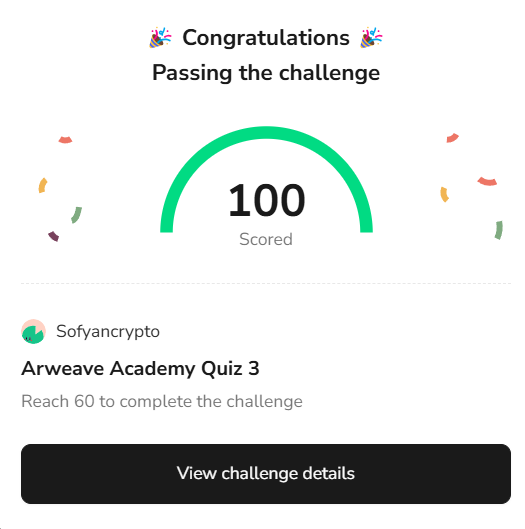 🎉 Congratulations 🎉
Passing the challenge
100
Scored
Sofyancrypto
Arweave Academy Quiz 3
Reach 60 to complete the challenge
View challenge details